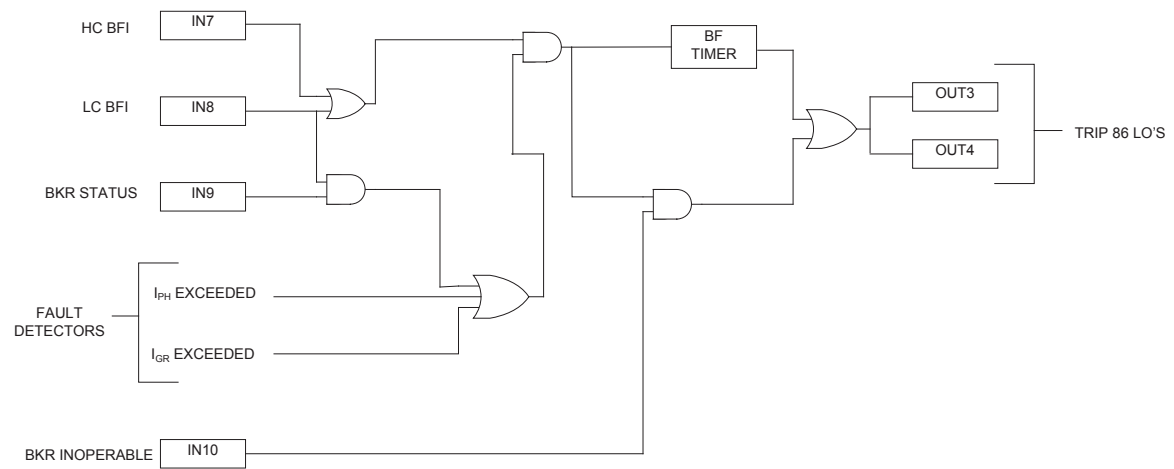 HC BFI
IN7
LC BFI
IN8
BKR STATUS
IN9
FAULT
DETECTORS
IPH EXCEEDED
IGR EXCEEDED
BKR INOPERABLE
IN10
BF
TIMER
OUT3
OUT4
TRIP 86 LO'S